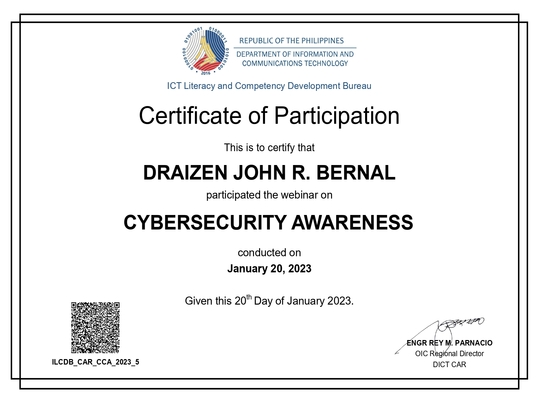 REPUBLIC OF THE PHILIPPINES
DEPARTMENT OF INFORMATION AND
COMMUNICATIONS TECHNOLOGY
2016
ICT Literacy and Competency Development Bureau
Certificate of Participation
This is to certify that
DRAIZEN JOHN R. BERNAL
participated the webinar on
CYBERSECURITY AWARENESS
conducted on
January 20, 2023
Given this 20th Day of January 2023.
ILCDB_CAR_CCA_2023_5
ENGR REY M. PARNACIO
OIC Regional Director
DICT CAR